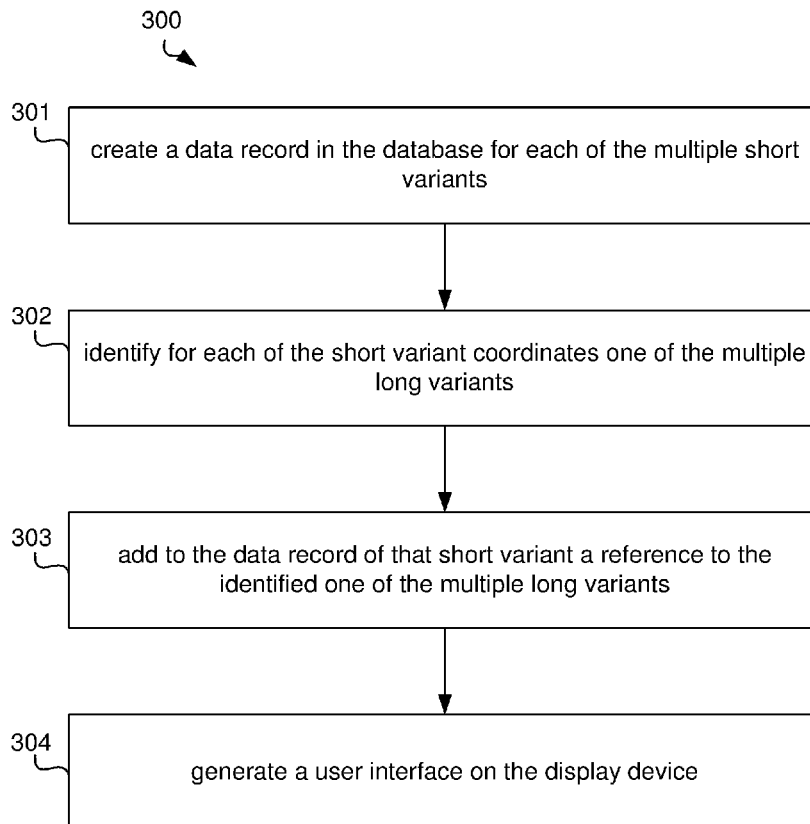 300
301
create a data record in the database for each of the multiple short
variants
302
identify for each of the short variant coordinates one of the multiple
long variants
303
add to the data record of that short variant a reference to the
identified one of the multiple long variants
304
generate a user interface on the display device